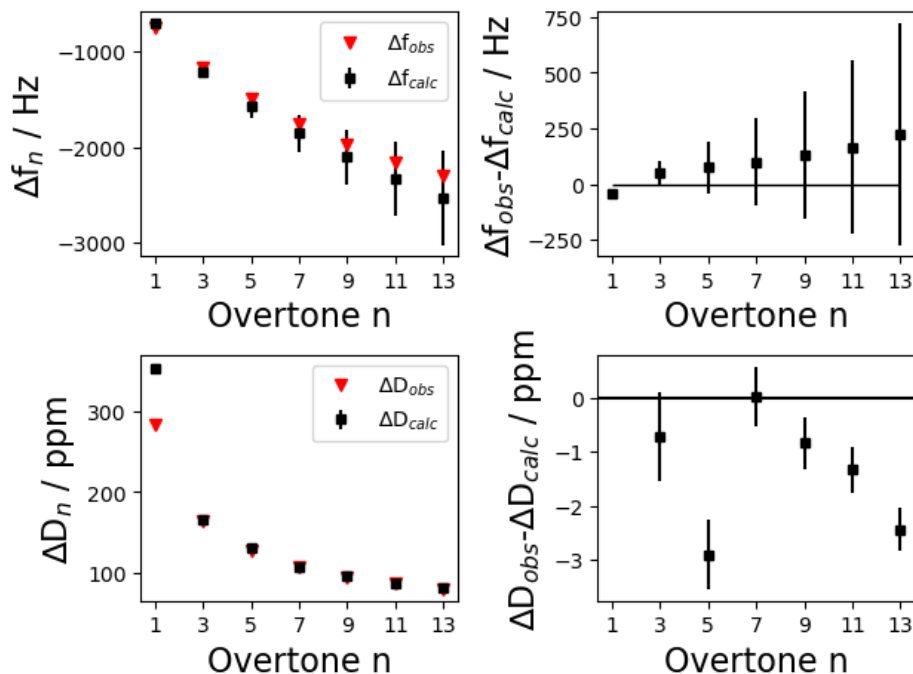 Δfₙ / Hz
−1000
−2000
−3000
Δf_obs
Δf_calc
1 3 5 7 9 11 13
Overtone n
Δf_obs-Δf_calc / Hz
750
500
250
0
−250
1 3 5 7 9 11 13
Overtone n
ΔDₙ / ppm
300
200
100
ΔD_obs
ΔD_calc
1 3 5 7 9 11 13
Overtone n
ΔD_obs-ΔD_calc / ppm
0
−1
−2
−3
1 3 5 7 9 11 13
Overtone n